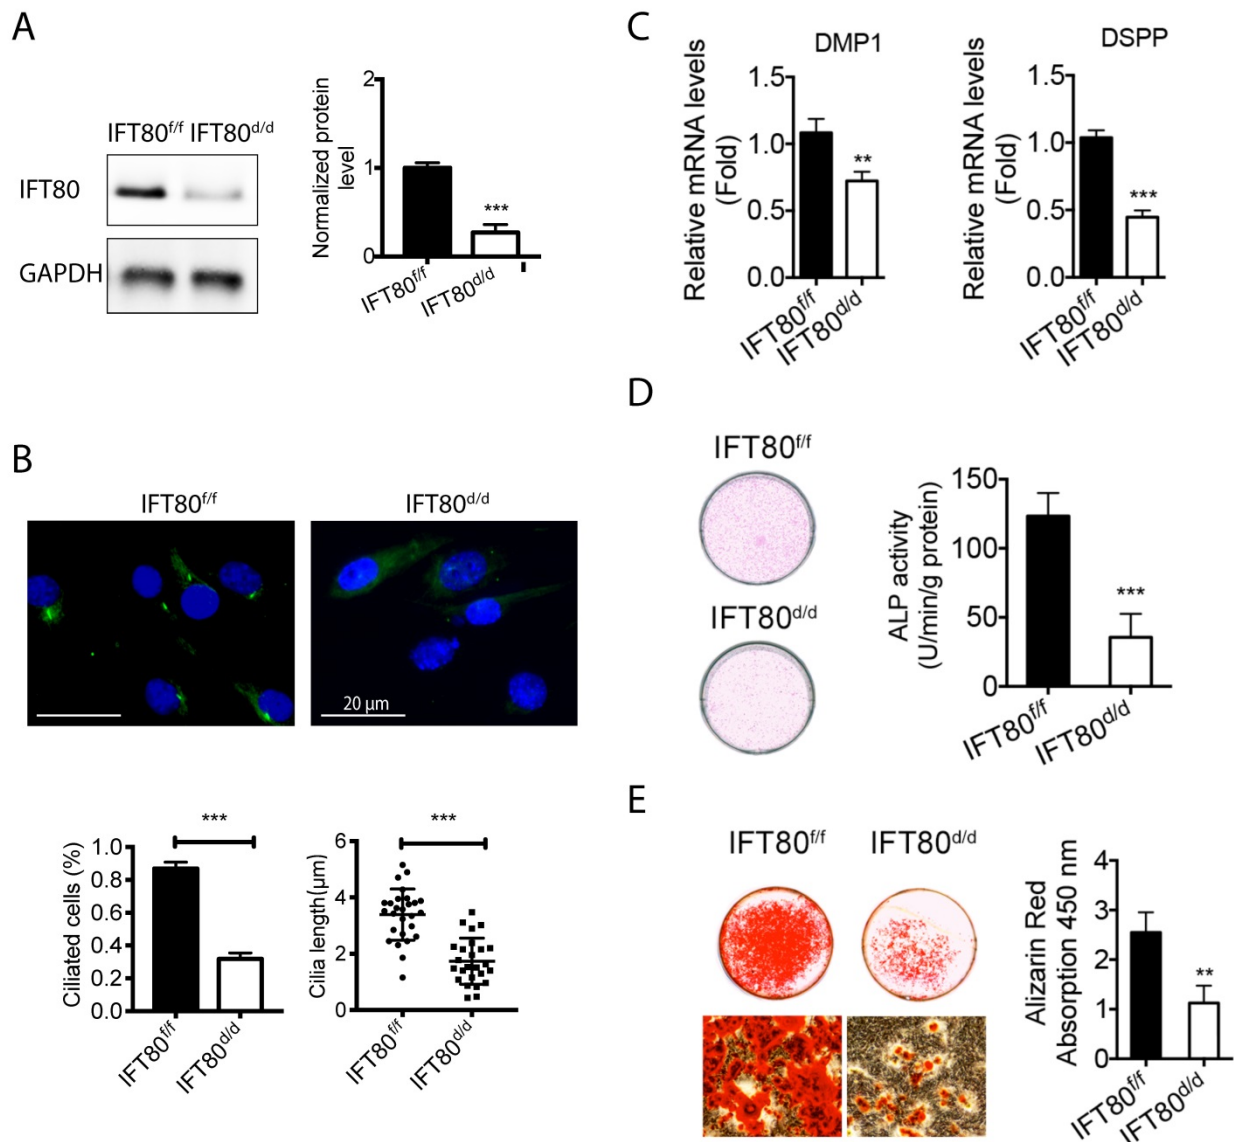 A
IFT80f/f IFT80d/d
IFT80
GAPDH
Normalized protein
level
2
1
0
***
IFT80f/f
IFT80d/d
B
IFT80f/f
IFT80d/d
20 µm
Ciliated cells (%)
1.0
0.8
0.6
0.4
0.2
0.0
***
IFT80f/f
IFT80d/d
Cilia length(µm)
6
4
2
0
***
IFT80f/f
IFT80d/d
C
DMP1
Relative mRNA levels
(Fold)
1.5
1.0
0.5
0.0
**
IFT80f/f
IFT80d/d
DSPP
Relative mRNA levels
(Fold)
1.5
1.0
0.5
0.0
***
IFT80f/f
IFT80d/d
D
IFT80f/f
IFT80d/d
ALP activity
(U/min/g protein)
150
100
50
0
***
IFT80f/f
IFT80d/d
E
IFT80f/f
IFT80d/d
Alizarin Red
Absorption 450 nm
4
3
2
1
0
**
IFT80f/f
IFT80d/d